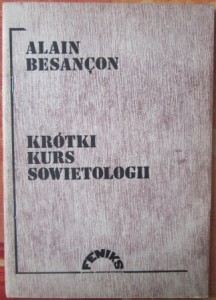 ALAIN
BESANÇON
KRÓTKI
KURS
SOWIETOLOGII
FENIKS